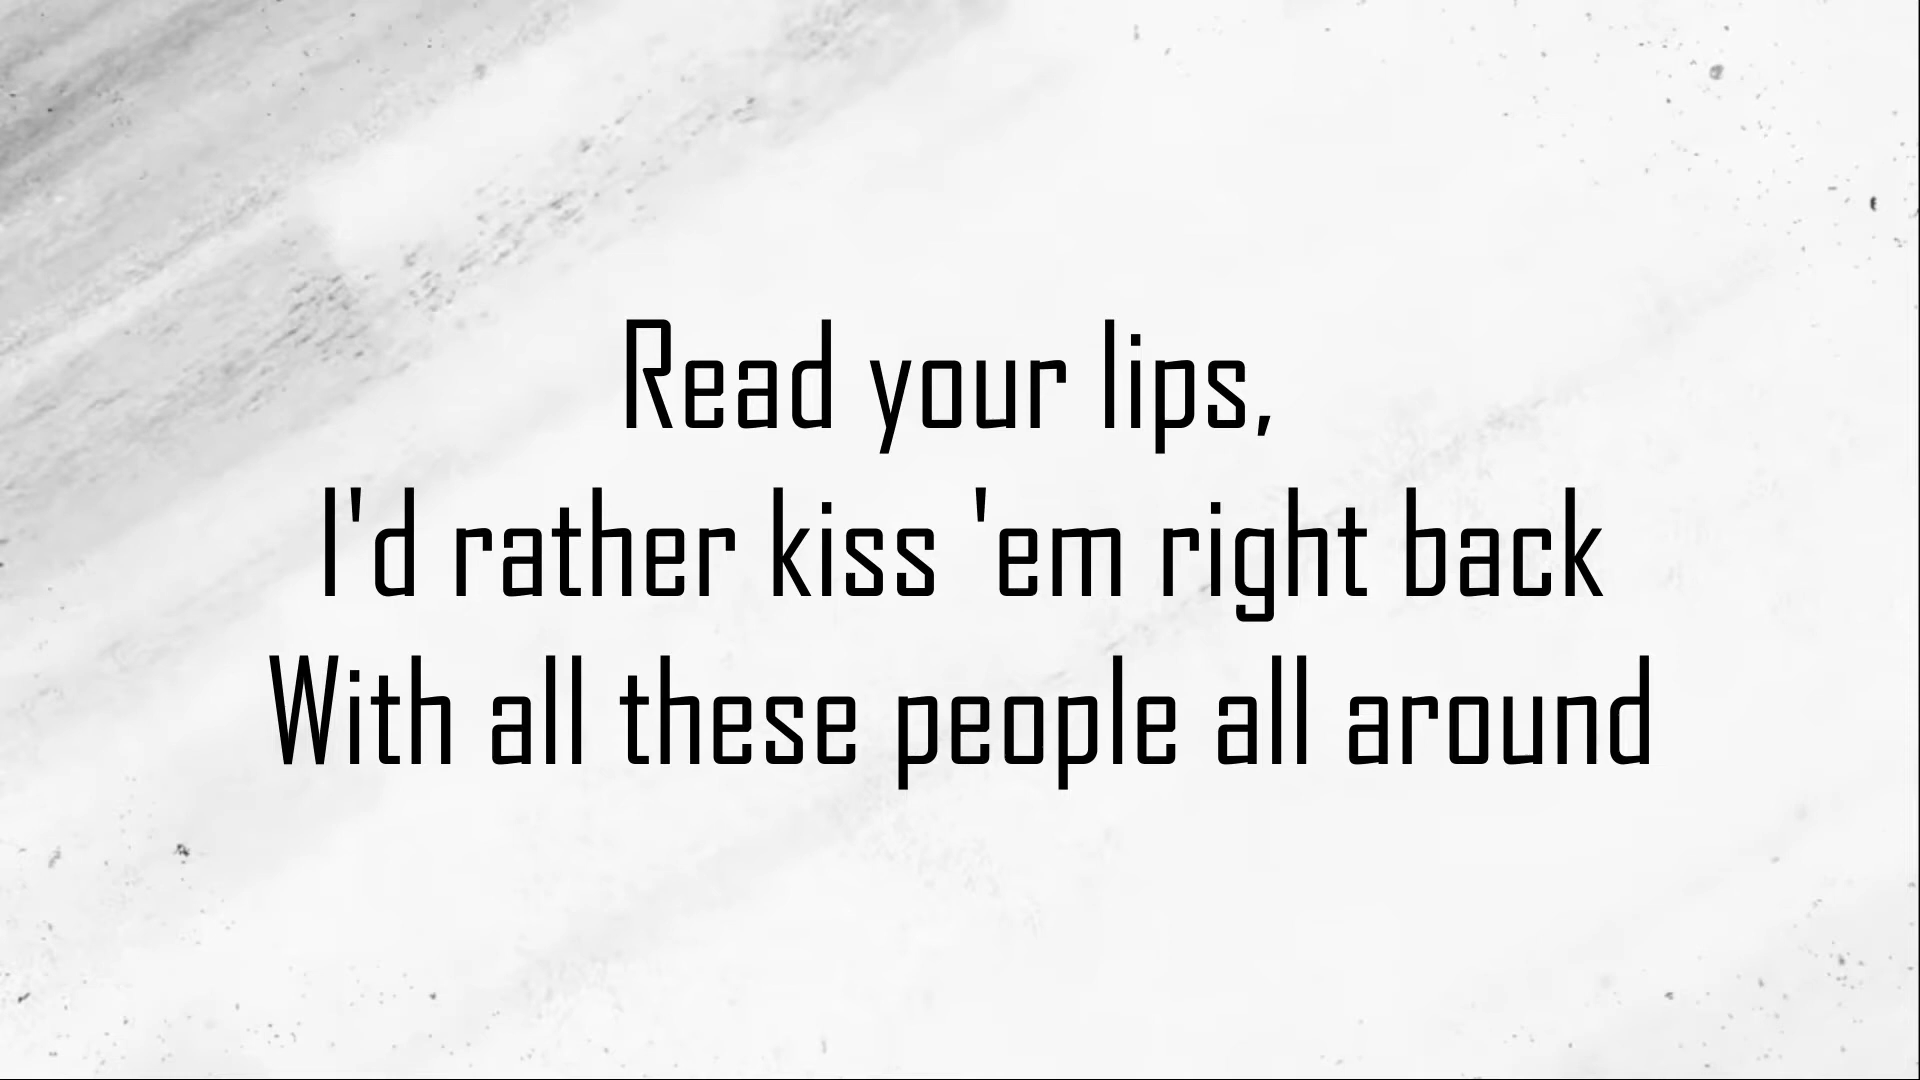 Read your lips,
I'd rather kiss 'em right back
With all these people all around